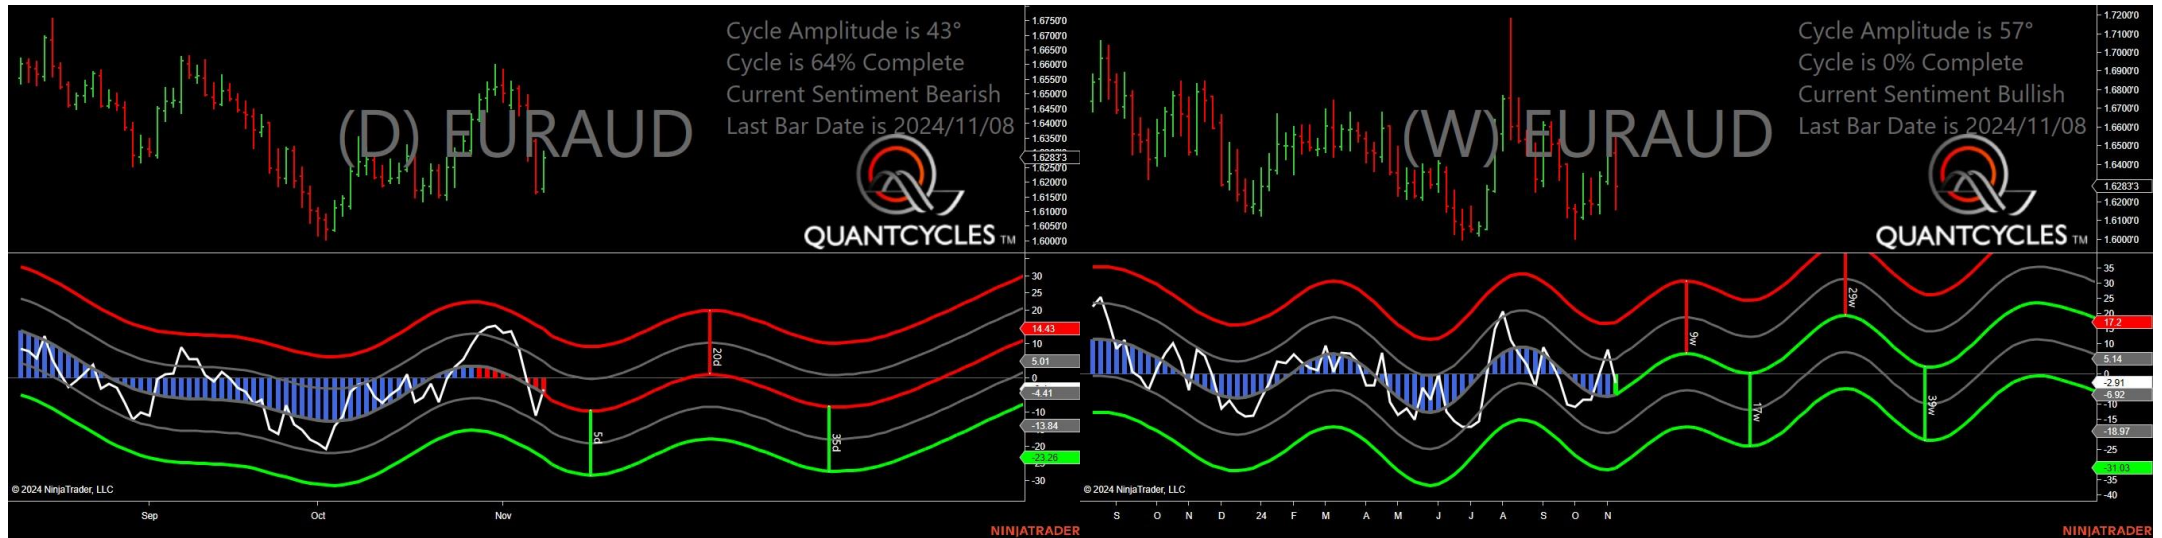 Cycle Amplitude is 43°
Cycle is 64% Complete
Current Sentiment Bearish
Last Bar Date is 2024/11/08
(D) EURAUD
QUANTCYCLES TM
1.6750'0
1.6700'0
1.6650'0
1.6600'0
1.6550'0
1.6500'0
1.6450'0
1.6400'0
1.6350'0
1.6283'3
1.6250'0
1.6200'0
1.6150'0
1.6100'0
1.6050'0
1.6000'0
30
25
20
14.43
10
5.01
0
-4.41
-10
-13.84
-20
-23.26
-30
5d
20d
35d
© 2024 NinjaTrader, LLC
Sep
Oct
Nov
NINJATRADER
Cycle Amplitude is 57°
Cycle is 0% Complete
Current Sentiment Bullish
Last Bar Date is 2024/11/08
(W) EURAUD
QUANTCYCLES TM
1.7200'0
1.7100'0
1.7000'0
1.6900'0
1.6800'0
1.6700'0
1.6600'0
1.6500'0
1.6400'0
1.6283'3
1.6200'0
1.6100'0
1.6000'0
35
30
25
20
17.2
10
5.14
0
-2.91
-6.92
-10
-15
-18.97
-25
-31.03
-35
-40
9w
17w
29w
39w
© 2024 NinjaTrader, LLC
S
O
N
D
24
F
M
A
M
J
J
A
S
O
N
NINJATRADER